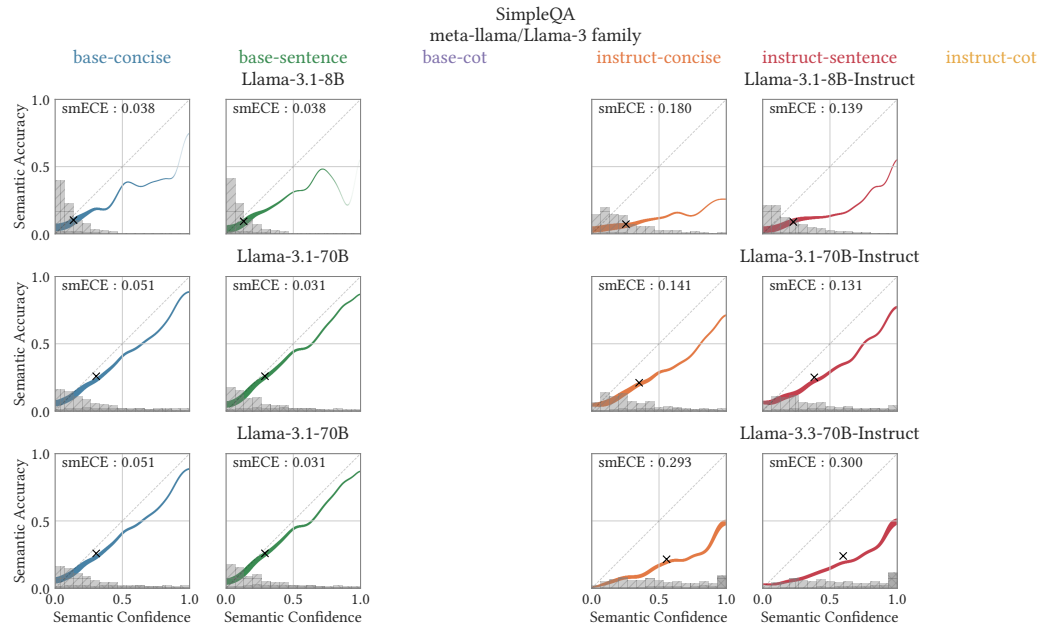 SimpleQA
meta-llama/Llama-3 family
base-concise base-sentence base-cot instruct-concise instruct-sentence instruct-cot
Llama-3.1-8B Llama-3.1-8B-Instruct
1.0
smECE : 0.038 smECE : 0.038 smECE : 0.180 smECE : 0.139
Semantic Accuracy
0.5
0.0
Llama-3.1-70B Llama-3.1-70B-Instruct
1.0
smECE : 0.051 smECE : 0.031 smECE : 0.141 smECE : 0.131
Semantic Accuracy
0.5
0.0
Llama-3.1-70B Llama-3.3-70B-Instruct
1.0
smECE : 0.051 smECE : 0.031 smECE : 0.293 smECE : 0.300
Semantic Accuracy
0.5
0.0
0.0 0.5 1.0 0.0 0.5 1.0 0.0 0.5 1.0 0.0 0.5 1.0
Semantic Confidence Semantic Confidence Semantic Confidence Semantic Confidence